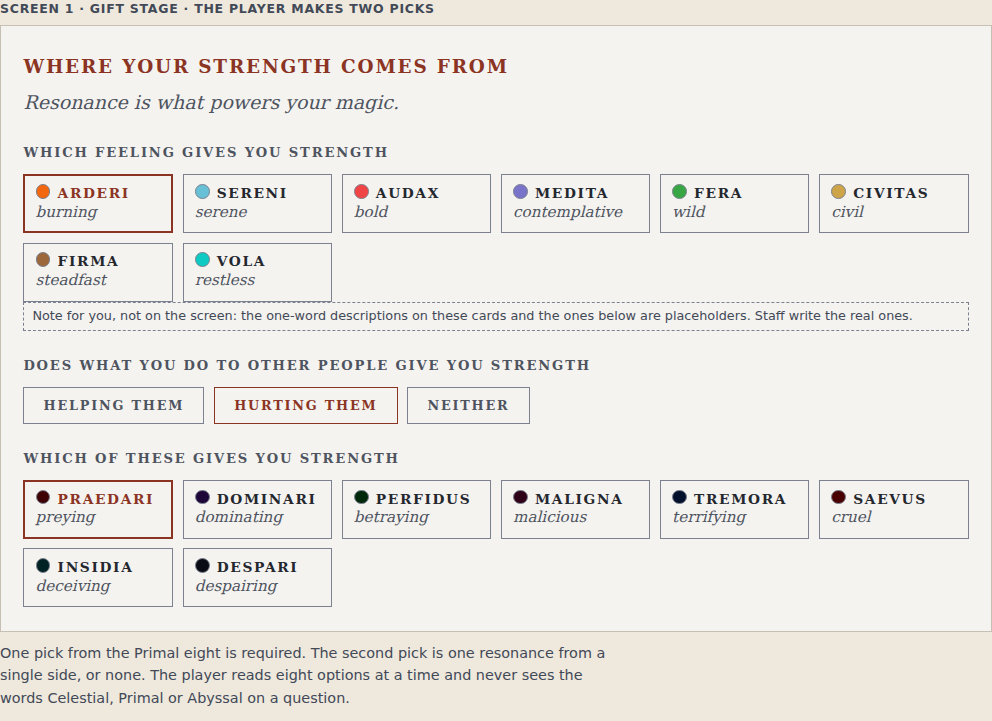 SCREEN 1 · GIFT STAGE · THE PLAYER MAKES TWO PICKS
WHERE YOUR STRENGTH COMES FROM
Resonance is what powers your magic.
WHICH FEELING GIVES YOU STRENGTH
ARDERI SERENI AUDAX MEDITA FERA CIVITAS
burning serene bold contemplative wild civil
FIRMA VOLA
steadfast restless
Note for you, not on the screen: the one-word descriptions on these cards and the ones below are placeholders. Staff write the real ones.
DOES WHAT YOU DO TO OTHER PEOPLE GIVE YOU STRENGTH
HELPING THEM HURTING THEM NEITHER
WHICH OF THESE GIVES YOU STRENGTH
PRAEDARI DOMINARI PERFIDUS MALIGNA TREMORA SAEVUS
preying dominating betraying malicious terrifying cruel
INSIDIA DESPARI
deceiving despairing
One pick from the Primal eight is required. The second pick is one resonance from a
single side, or none. The player reads eight options at a time and never sees the
words Celestial, Primal or Abyssal on a question.